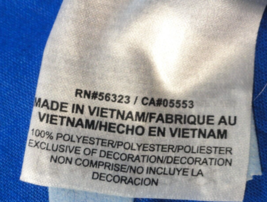 RN#56323 / CA#05553
MADE IN VIETNAM/FABRIQUE AU
VIETNAM/HECHO EN VIETNAM
100% POLYESTER/POLYESTER/POLIESTER
EXCLUSIVE OF DECORATION/DECORATION
NON COMPRISE/NO INCLUYE LA
DECORACION